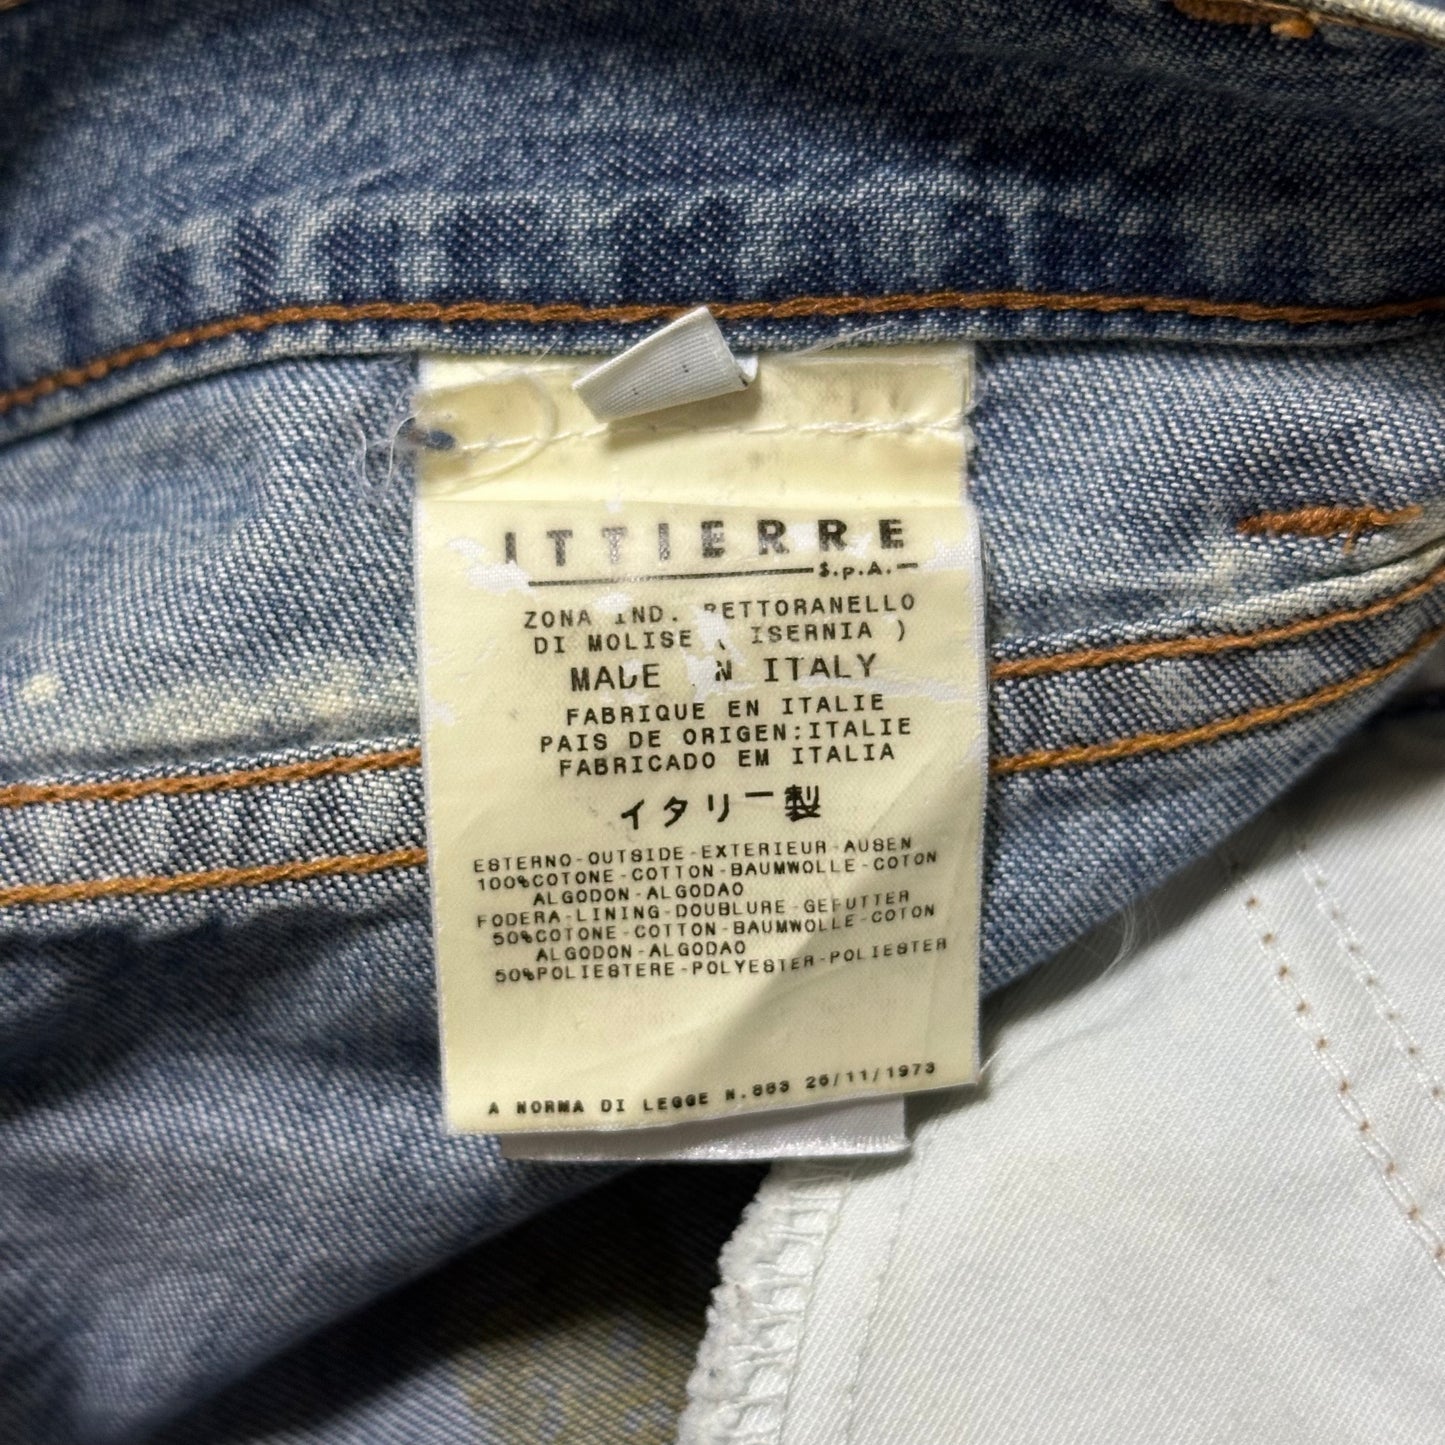 ITTIERRE
S.p.A.
ZONA IND. PETTORANELLO
DI MOLISE ( ISERNIA )
MADE IN ITALY
FABRIQUE EN ITALIE
PAIS DE ORIGEN:ITALIE
FABRICADO EM ITALIA
イタリー製
ESTERNO-OUTSIDE-EXTERIEUR-AUSEN
100%COTONE-COTTON-BAUMWOLLE-COTON
ALGODON-ALGODAO
FODERA-LINING-DOUBLURE-GEFUTTER
50%COTONE-COTTON-BAUMWOLLE-COTON
ALGODON-ALGODAO
50%POLIESTERE-POLYESTER-POLIESTER
A NORMA DI LEGGE N.883 26/11/1973